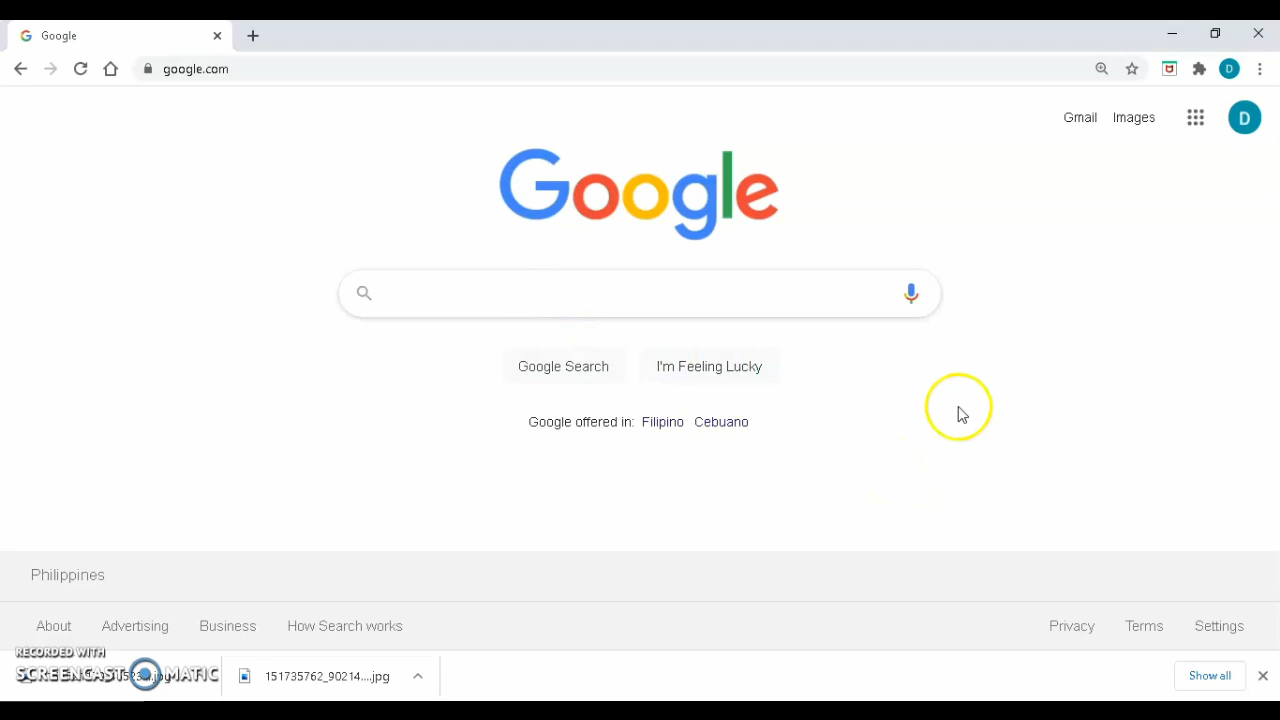 Google
google.com
D
Gmail Images D
Google
Google Search I'm Feeling Lucky
Google offered in: Filipino Cebuano
Philippines
About Advertising Business How Search works Privacy Terms Settings
RECORDED WITH
SCREENCAST MATIC
151735762_90214....jpg
Show all